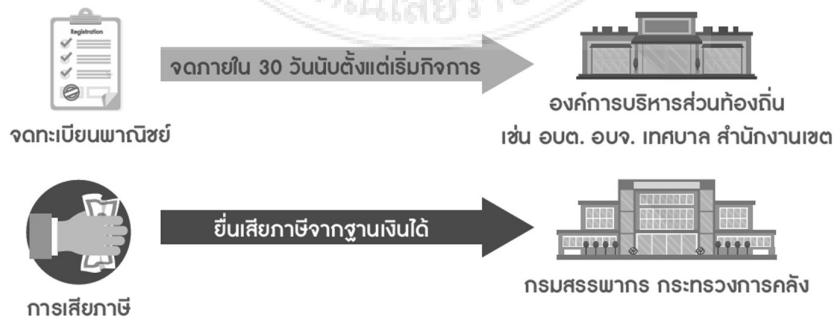 Registration
จดทะเบียนพาณิชย์
จดภายใน 30 วันนับตั้งแต่เริ่มกิจการ
องค์การบริหารส่วนท้องถิ่น
เช่น อบต. อบจ. เทศบาล สำนักงานเขต
การเสียภาษี
ยื่นเสียภาษีจากฐานเงินได้
กรมสรรพากร กระทรวงการคลัง